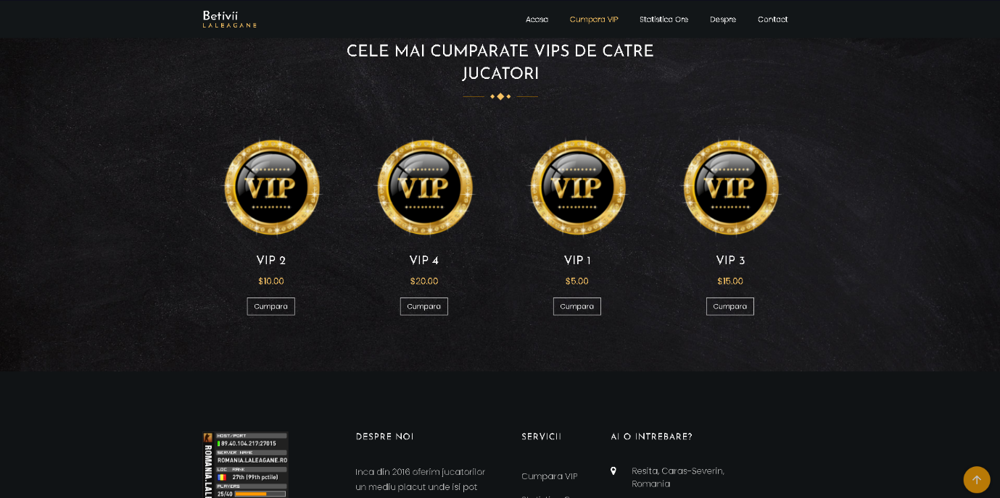 Betivii
LALEAGANE
Acasa
Cumpara VIP
Statistica Ore
Despre
Contact
CELE MAI CUMPARATE VIPS DE CATRE
JUCATORI
VIP
VIP
VIP
VIP
VIP 2
VIP 4
VIP 1
VIP 3
$10.00
$20.00
$5.00
$15.00
Cumpara
Cumpara
Cumpara
Cumpara
HOST/PORT
89.40.104.217:27015
SERVER NAME
ROMANIA.LALEAGANE.RO
LOC RANK
27th (99th pctile)
PLAYERS
25/40
ROMANIA.LAL
DESPRE NOI
Inca din 2016 oferim jucatorilor
un mediu placut unde isi pot
SERVICII
Cumpara VIP
AI O INTREBARE?
Resita, Caras-Severin,
Romania